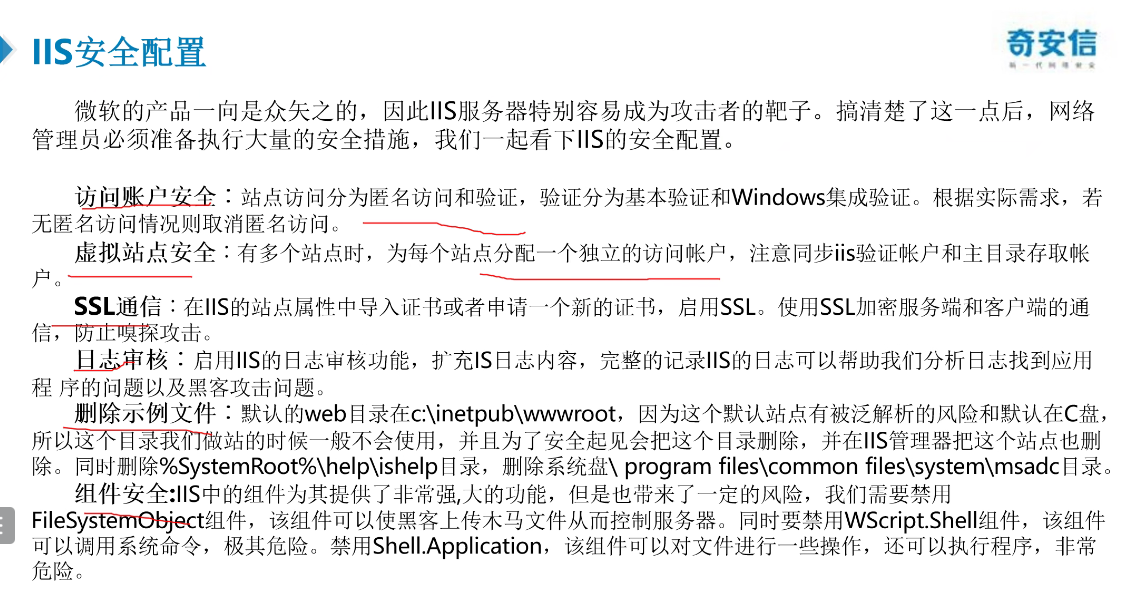 IIS安全配置
奇安信
新一代网络安全
微软的产品一向是众矢之的，因此IIS服务器特别容易成为攻击者的靶子。搞清楚了这一点后，网络
管理员必须准备执行大量的安全措施，我们一起看下IIS的安全配置。
访问账户安全：站点访问分为匿名访问和验证，验证分为基本验证和Windows集成验证。根据实际需求，若
无匿名访问情况则取消匿名访问。
虚拟站点安全：有多个站点时，为每个站点分配一个独立的访问帐户，注意同步iis验证帐户和主目录存取帐
户。
SSL通信：在IIS的站点属性中导入证书或者申请一个新的证书，启用SSL。使用SSL加密服务端和客户端的通
信，防止嗅探攻击。
日志审核：启用IIS的日志审核功能，扩充IS日志内容，完整的记录IIS的日志可以帮助我们分析日志找到应用
程 序的问题以及黑客攻击问题。
删除示例文件：默认的web目录在c:\inetpub\wwwroot，因为这个默认站点有被泛解析的风险和默认在C盘，
所以这个目录我们做站的时候一般不会使用，并且为了安全起见会把这个目录删除，并在IIS管理器把这个站点也删
除。同时删除%SystemRoot%\help\ishelp目录，删除系统盘\ program files\common files\system\msadc目录。
组件安全:IIS中的组件为其提供了非常强,大的功能，但是也带来了一定的风险，我们需要禁用
FileSystemObject组件，该组件可以使黑客上传木马文件从而控制服务器。同时要禁用WScript.Shell组件，该组件
可以调用系统命令，极其危险。禁用Shell.Application，该组件可以对文件进行一些操作，还可以执行程序，非常
危险。